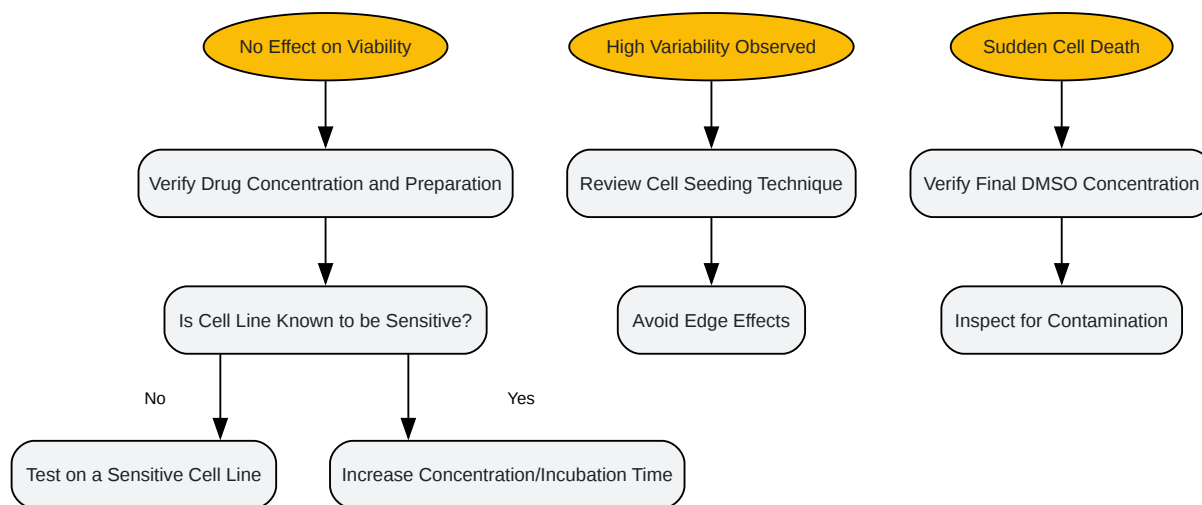 No Effect on Viability
High Variability Observed
Sudden Cell Death
Verify Drug Concentration and Preparation
Review Cell Seeding Technique
Verify Final DMSO Concentration
Is Cell Line Known to be Sensitive?
Avoid Edge Effects
Inspect for Contamination
No
Yes
Test on a Sensitive Cell Line
Increase Concentration/Incubation Time